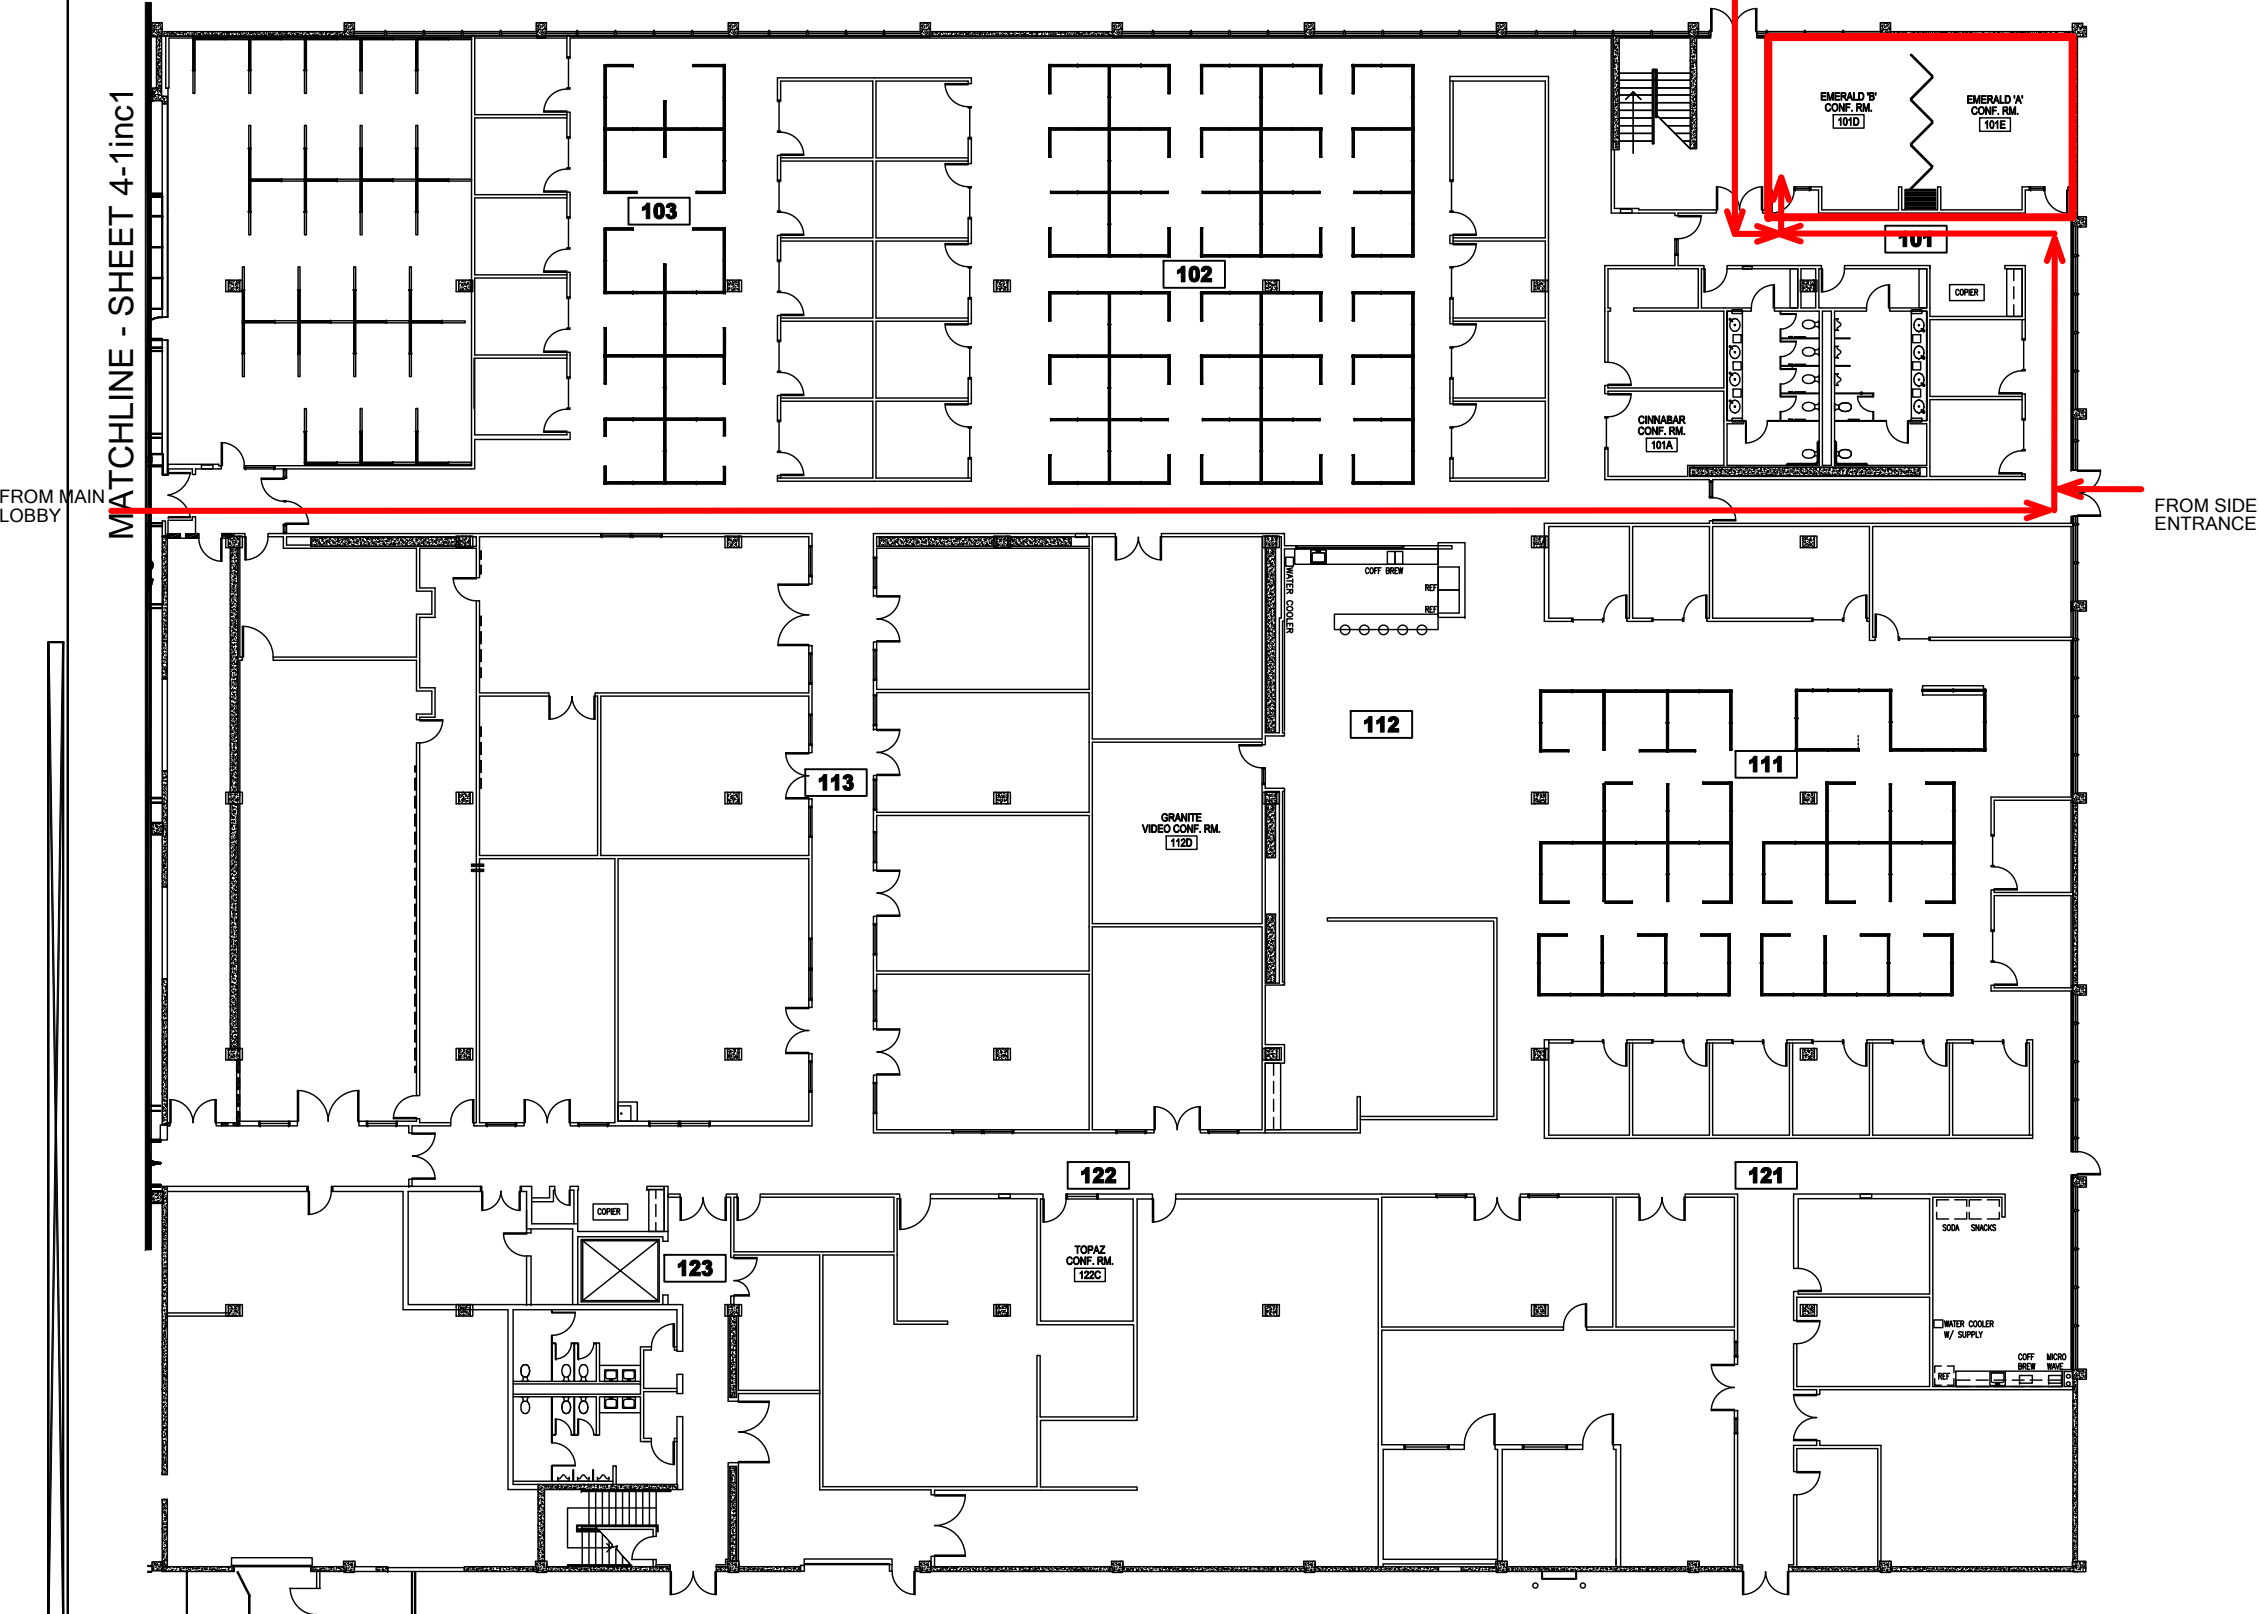 MATCHLINE - SHEET 4-1inc1
EMERALD 'B'
CONF. RM.
101D
EMERALD 'A'
CONF. RM.
101E
103
101
102
COPIER
CINNABAR
CONF. RM.
101A
FROM MAIN
LOBBY
FROM SIDE
ENTRANCE
COFF BREW
WATER COOLER
REF
REF
112
111
113
GRANITE
VIDEO CONF. RM.
112D
122
121
COPIER
SODA SNACKS
TOPAZ
CONF. RM.
122C
123
WATER COOLER
W/ SUPPLY
COFF
BREW
MICRO
WAVE
REF